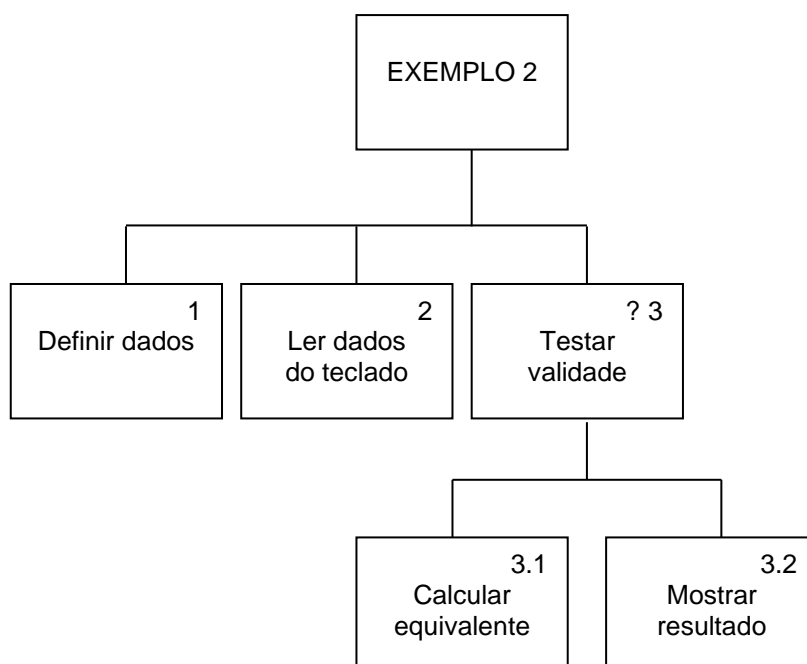 EXEMPLO 2
1
Definir dados
2
Ler dados
do teclado
? 3
Testar
validade
3.1
Calcular
equivalente
3.2
Mostrar
resultado